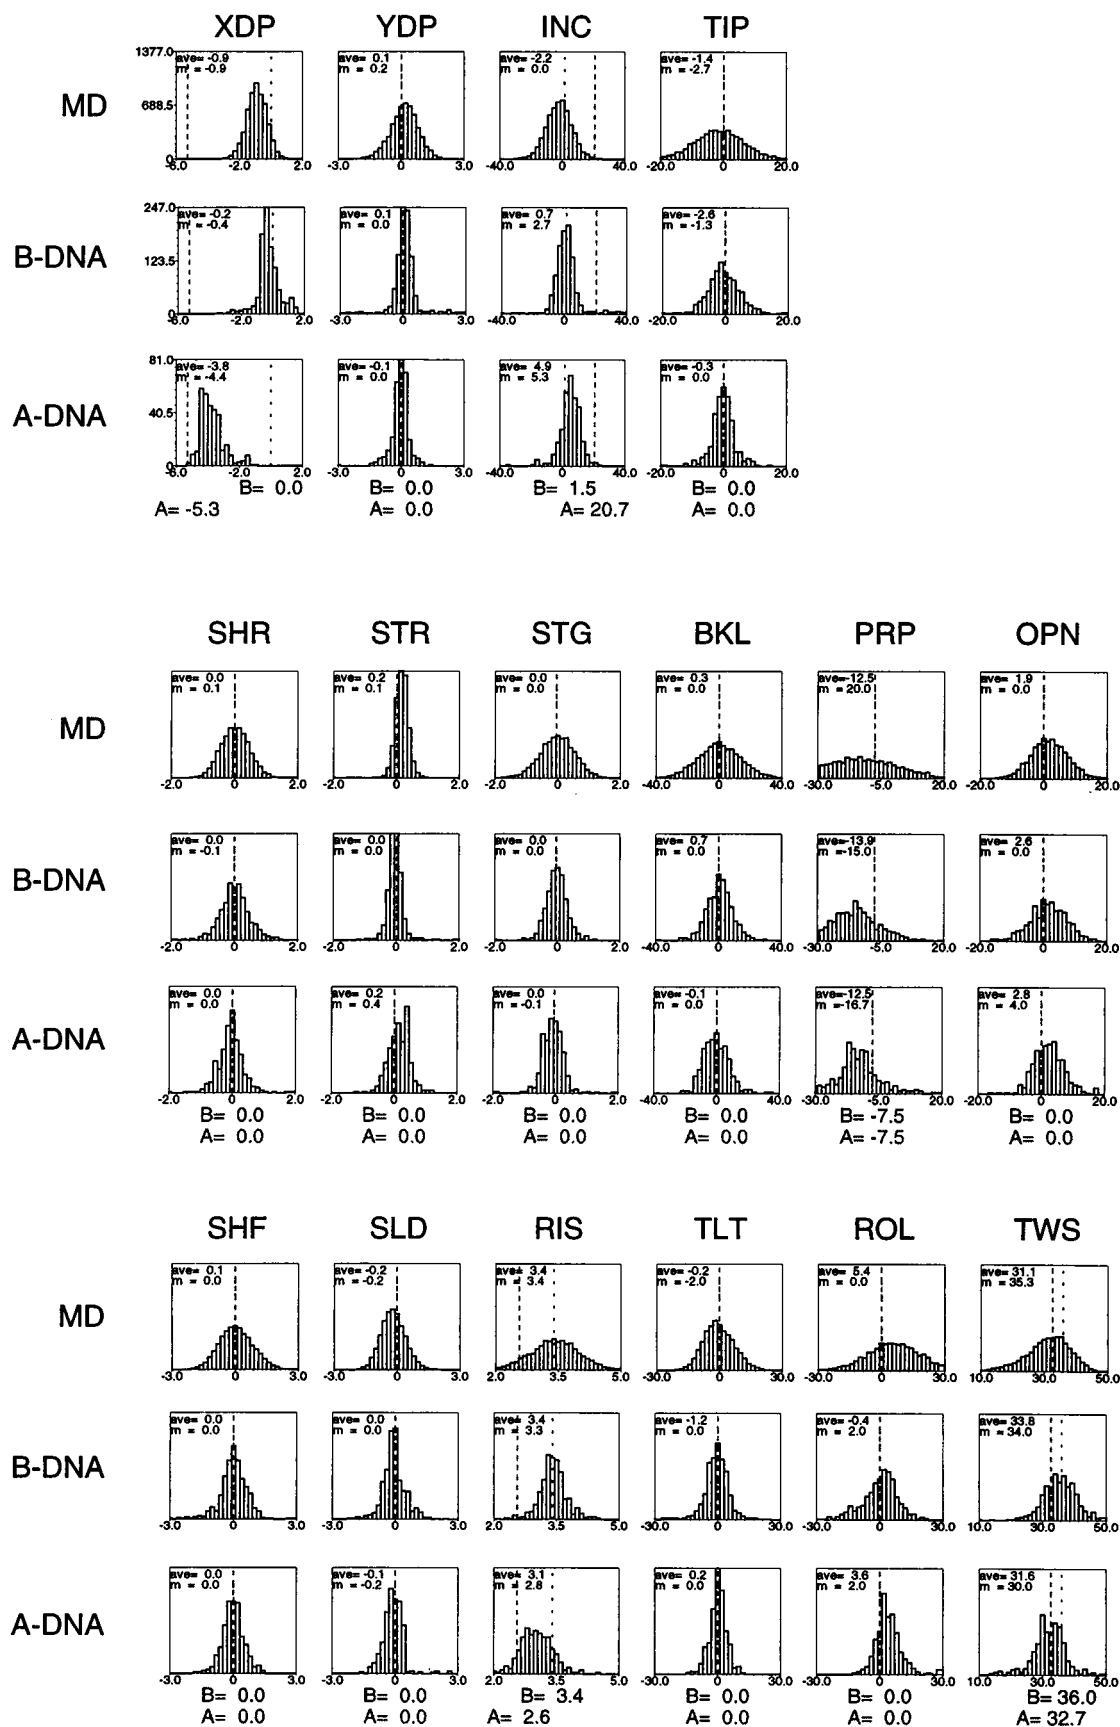 XDP YDP INC TIP
MD
1377.0
688.5
0
ave= -0.9
m = -0.9
-6.0 -2.0 2.0
ave= 0.1
m = 0.2
-3.0 0 3.0
ave= -2.2
m = 0.0
-40.0 0 40.0
ave= -1.4
m = -2.7
-20.0 0 20.0
B-DNA
247.0
123.5
0
ave= -0.2
m = -0.4
-6.0 -2.0 2.0
ave= 0.1
m = 0.0
-3.0 0 3.0
ave= 0.7
m = 2.7
-40.0 0 40.0
ave= -2.6
m = -1.3
-20.0 0 20.0
A-DNA
81.0
40.5
0
ave= -3.8
m = -4.4
-6.0 -2.0 2.0
ave= -0.1
m = 0.0
-3.0 0 3.0
ave= 4.9
m = 5.3
-40.0 0 40.0
ave= -0.3
m = 0.0
-20.0 0 20.0
B= 0.0 B= 0.0 B= 1.5 B= 0.0
A= -5.3 A= 0.0 A= 20.7 A= 0.0
SHR STR STG BKL PRP OPN
MD
ave= 0.0
m = 0.1
-2.0 0 2.0
ave= 0.2
m = 0.1
-2.0 0 2.0
ave= 0.0
m = 0.0
-2.0 0 2.0
ave= 0.3
m = 0.0
-40.0 0 40.0
ave=-12.5
m = 20.0
-30.0 -5.0 20.0
ave= 1.9
m = 0.0
-20.0 0 20.0
B-DNA
ave= 0.0
m = -0.1
-2.0 0 2.0
ave= 0.0
m = 0.0
-2.0 0 2.0
ave= 0.0
m = 0.0
-2.0 0 2.0
ave= 0.7
m = 0.0
-40.0 0 40.0
ave=-13.9
m =-15.0
-30.0 -5.0 20.0
ave= 2.6
m = 0.0
-20.0 0 20.0
A-DNA
ave= 0.0
m = 0.0
-2.0 0 2.0
ave= 0.2
m = 0.4
-2.0 0 2.0
ave= 0.0
m = -0.1
-2.0 0 2.0
ave= -0.1
m = 0.0
-40.0 0 40.0
ave=-12.5
m =-16.7
-30.0 -5.0 20.0
ave= 2.8
m = 4.0
-20.0 0 20.0
B= 0.0 B= 0.0 B= 0.0 B= 0.0 B= -7.5 B= 0.0
A= 0.0 A= 0.0 A= 0.0 A= 0.0 A= -7.5 A= 0.0
SHF SLD RIS TLT ROL TWS
MD
ave= 0.1
m = 0.0
-3.0 0 3.0
ave= -0.2
m = -0.2
-3.0 0 3.0
ave= 3.4
m = 3.4
2.0 3.5 5.0
ave= -0.2
m = -2.0
-30.0 0 30.0
ave= 5.4
m = 0.0
-30.0 0 30.0
ave= 31.1
m = 35.3
10.0 30.0 50.0
B-DNA
ave= 0.0
m = 0.0
-3.0 0 3.0
ave= 0.0
m = 0.0
-3.0 0 3.0
ave= 3.4
m = 3.3
2.0 3.5 5.0
ave= -1.2
m = 0.0
-30.0 0 30.0
ave= -0.4
m = 2.0
-30.0 0 30.0
ave= 33.8
m = 34.0
10.0 30.0 50.0
A-DNA
ave= 0.0
m = 0.0
-3.0 0 3.0
ave= -0.1
m = -0.2
-3.0 0 3.0
ave= 3.1
m = 2.8
2.0 3.5 5.0
ave= 0.2
m = 0.0
-30.0 0 30.0
ave= 3.6
m = 2.0
-30.0 0 30.0
ave= 31.6
m = 30.0
10.0 30.0 50.0
B= 0.0 B= 0.0 B= 3.4 B= 0.0 B= 0.0 B= 36.0
A= 0.0 A= 0.0 A= 2.6 A= 0.0 A= 0.0 A= 32.7